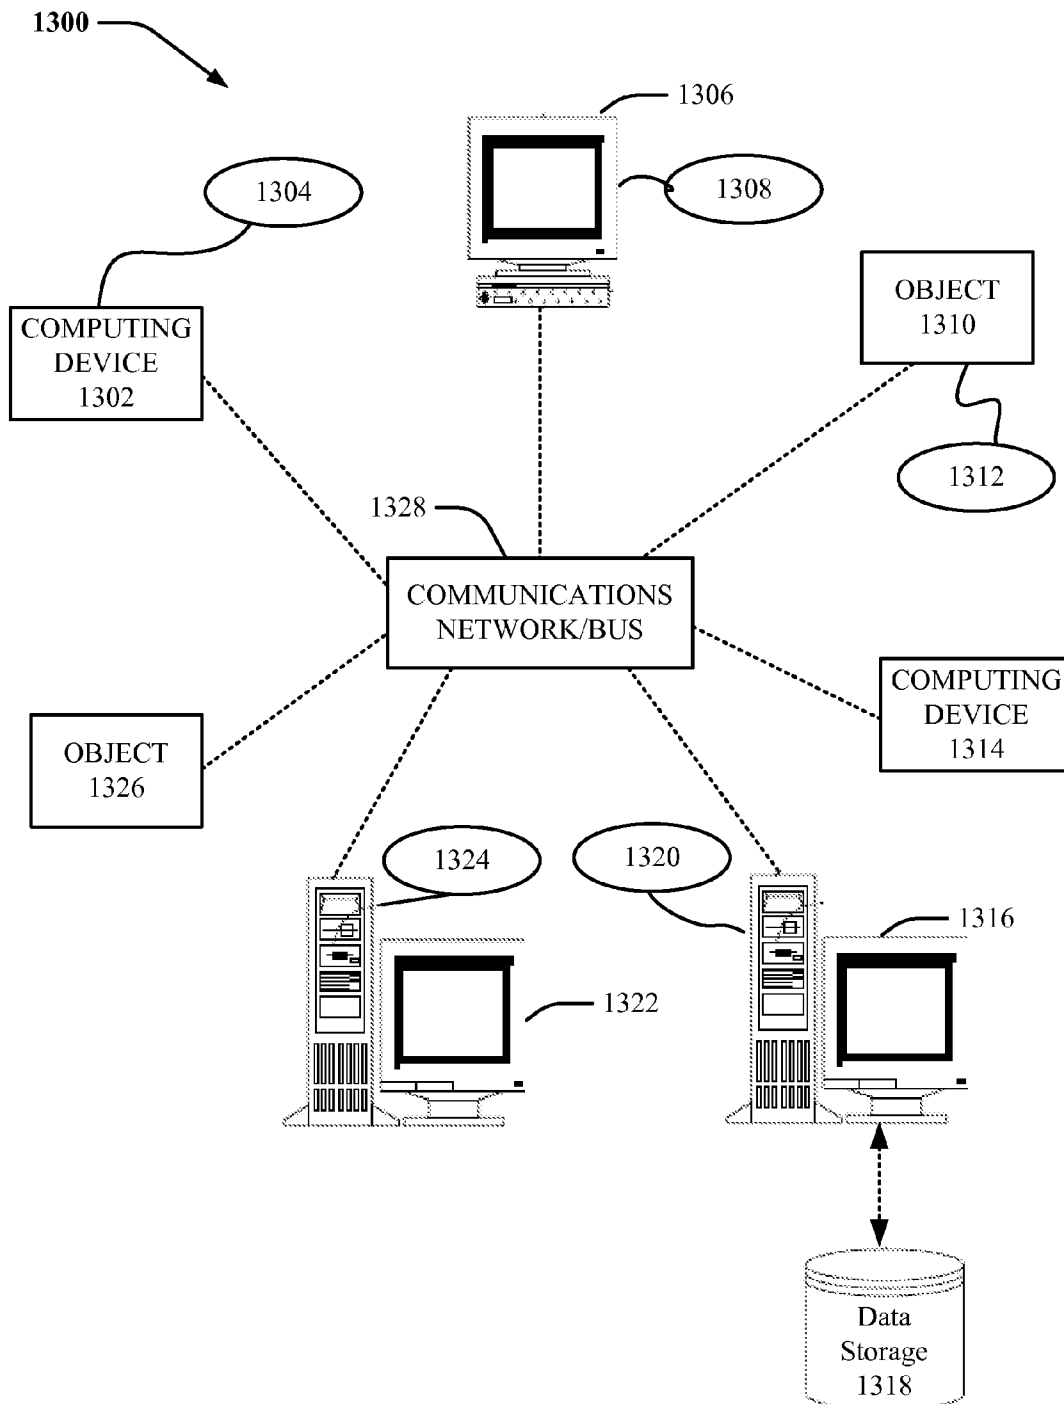 1300
1306
1304
1308
OBJECT
1310
COMPUTING
DEVICE
1302
1312
1328
COMMUNICATIONS
NETWORK/BUS
COMPUTING
DEVICE
1314
OBJECT
1326
1324
1320
1316
1322
Data
Storage
1318